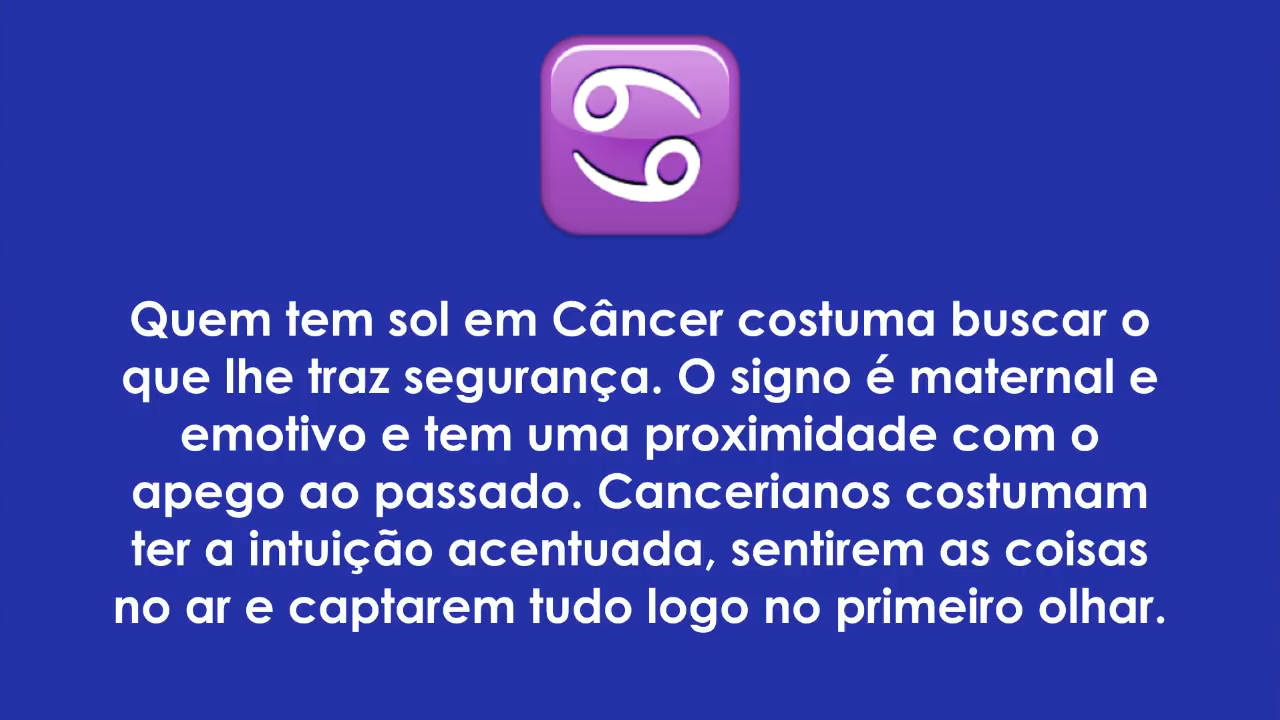 Quem tem sol em Câncer costuma buscar o
que lhe traz segurança. O signo é maternal e
emotivo e tem uma proximidade com o
apego ao passado. Cancerianos costumam
ter a intuição acentuada, sentirem as coisas
no ar e captarem tudo logo no primeiro olhar.